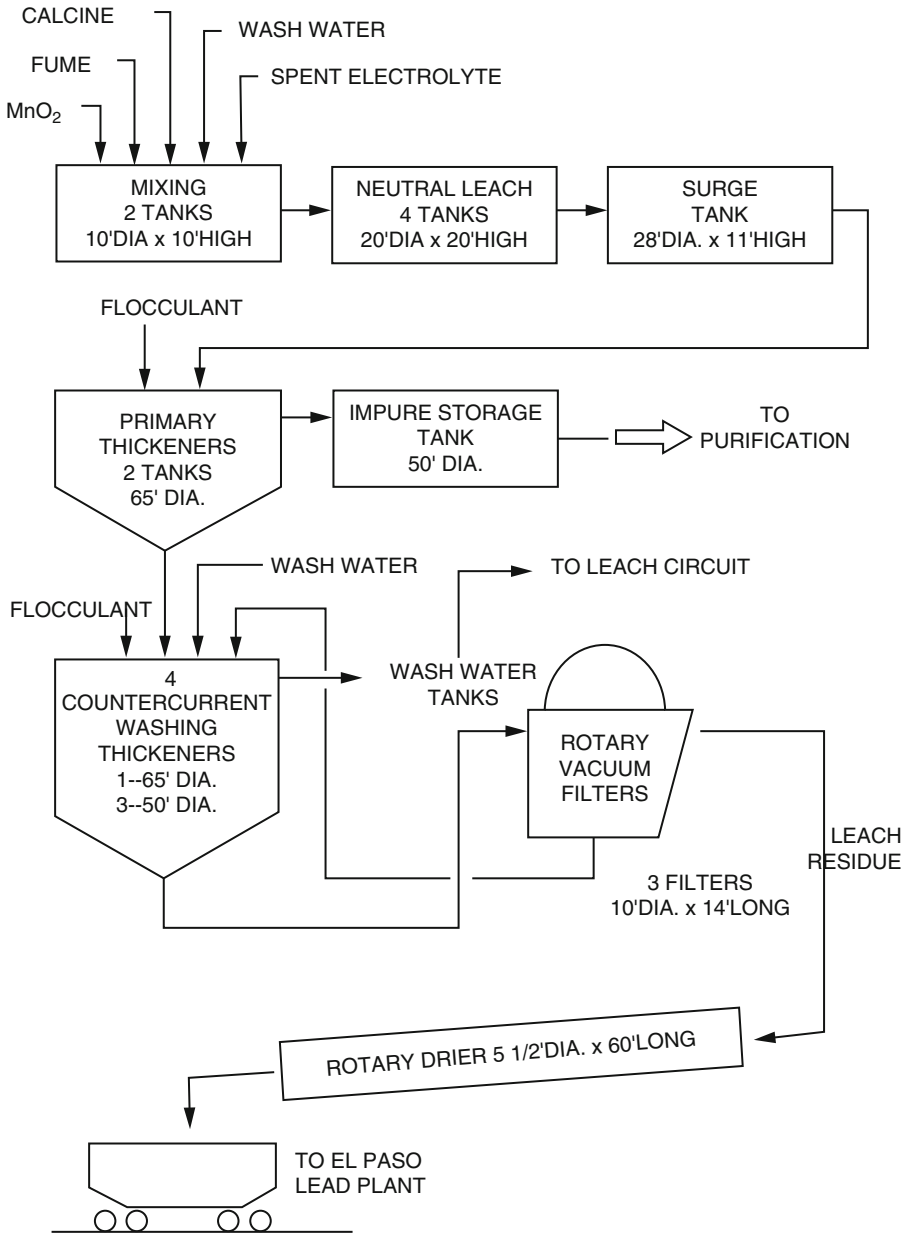 CALCINE
WASH WATER
FUME
SPENT ELECTROLYTE
MnO₂
MIXING
2 TANKS
10'DIA x 10'HIGH
NEUTRAL LEACH
4 TANKS
20'DIA x 20'HIGH
SURGE
TANK
28'DIA. x 11'HIGH
FLOCCULANT
PRIMARY
THICKENERS
2 TANKS
65' DIA.
IMPURE STORAGE
TANK
50' DIA.
TO
PURIFICATION
WASH WATER
TO LEACH CIRCUIT
FLOCCULANT
4
COUNTERCURRENT
WASHING
THICKENERS
1--65' DIA.
3--50' DIA.
WASH WATER
TANKS
ROTARY
VACUUM
FILTERS
LEACH
RESIDUE
3 FILTERS
10'DIA. x 14'LONG
ROTARY DRIER 5 1/2'DIA. x 60'LONG
TO EL PASO
LEAD PLANT